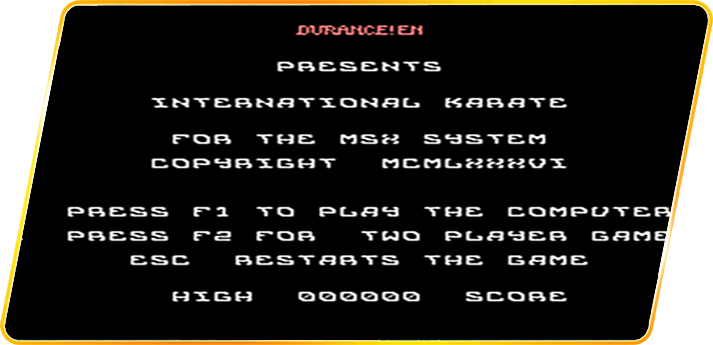 DURANCE!EN
PRESENTS
INTERNATIONAL KARATE
FOR THE MSX SYSTEM
COPYRIGHT MCMLXXXVI
PRESS F1 TO PLAY THE COMPUTER
PRESS F2 FOR TWO PLAYER GAME
ESC RESTARTS THE GAME
HIGH 000000 SCORE